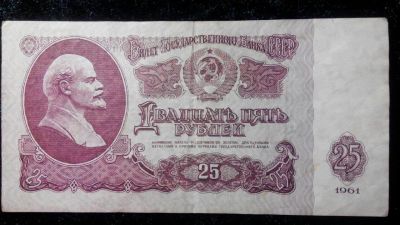 Билет Государственного Банка СССР
Двадцать пять
рублей
25
25
1961